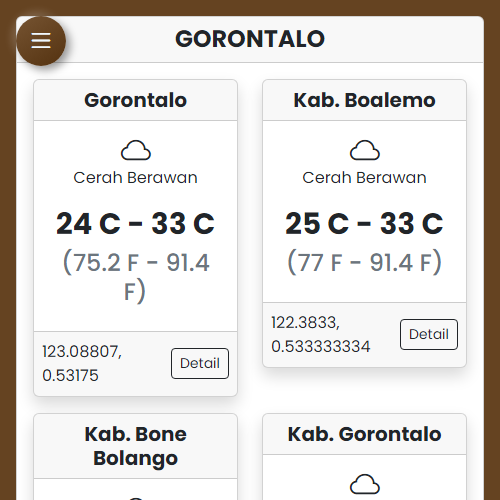 GORONTALO
Gorontalo
Cerah Berawan
24 C - 33 C
(75.2 F - 91.4
F)
123.08807,
0.53175
Detail
Kab. Boalemo
Cerah Berawan
25 C - 33 C
(77 F - 91.4 F)
122.3833,
0.533333334
Detail
Kab. Bone
Bolango
Kab. Gorontalo